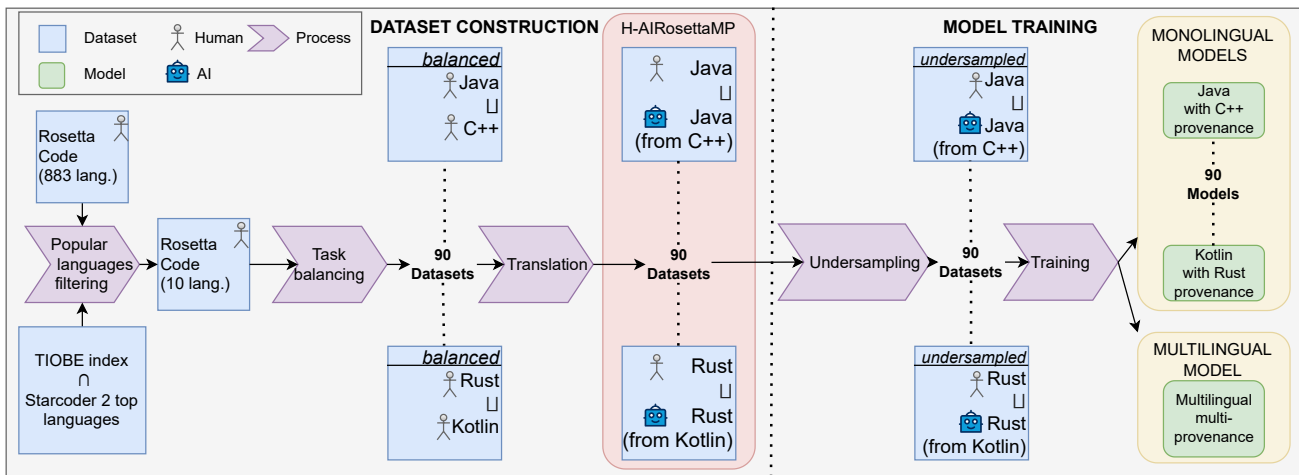 Dataset
Human
Process
Model
AI
DATASET CONSTRUCTION
H-AIRosettaMP
MODEL TRAINING
Rosetta
Code
(883 lang.)
Popular
languages
filtering
TIOBE index
∩
Starcoder 2 top
languages
Rosetta
Code
(10 lang.)
Task
balancing
balanced
Java
⊔
C++
90
Datasets
balanced
Rust
⊔
Kotlin
Translation
Java
⊔
Java
(from C++)
90
Datasets
Rust
⊔
Rust
(from Kotlin)
Undersampling
undersampled
Java
⊔
Java
(from C++)
90
Datasets
undersampled
Rust
⊔
Rust
(from Kotlin)
Training
MONOLINGUAL
MODELS
Java
with C++
provenance
90
Models
Kotlin
with Rust
provenance
MULTILINGUAL
MODEL
Multilingual
multi-
provenance